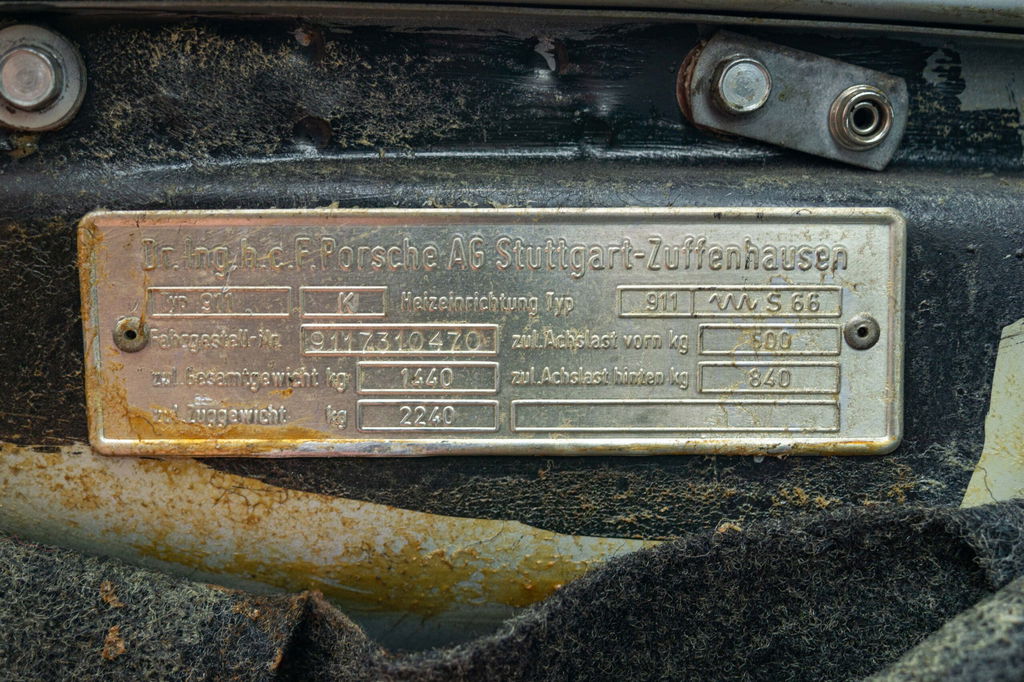 Dr. Ing. h.c. F. Porsche AG Stuttgart-Zuffenhausen
Typ 911 K Heizeinrichtung Typ 911 S 66
Fahrgestell-Nr. 9117310470 zul. Achslast vorn kg 600
zul. Gesamtgewicht kg 1440 zul. Achslast hinten kg 840
zul. Zuggewicht kg 2240